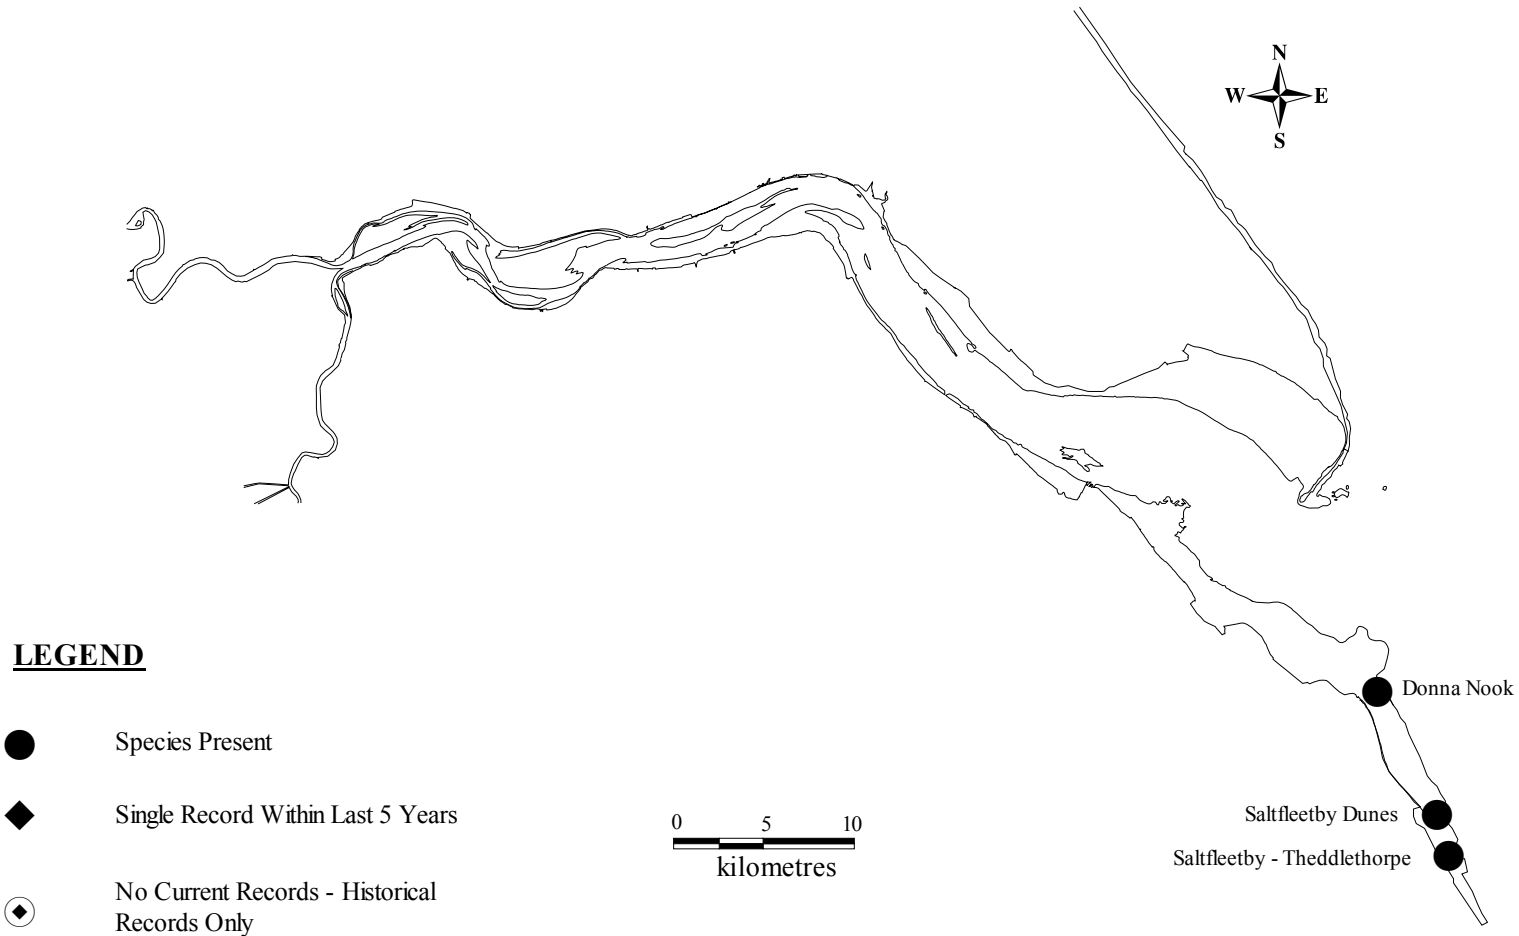 N
W E
S
LEGEND
Donna Nook
Species Present
Single Record Within Last 5 Years
Saltfleetby Dunes
0 5 10
kilometres
Saltfleetby - Theddlethorpe
No Current Records - Historical
Records Only